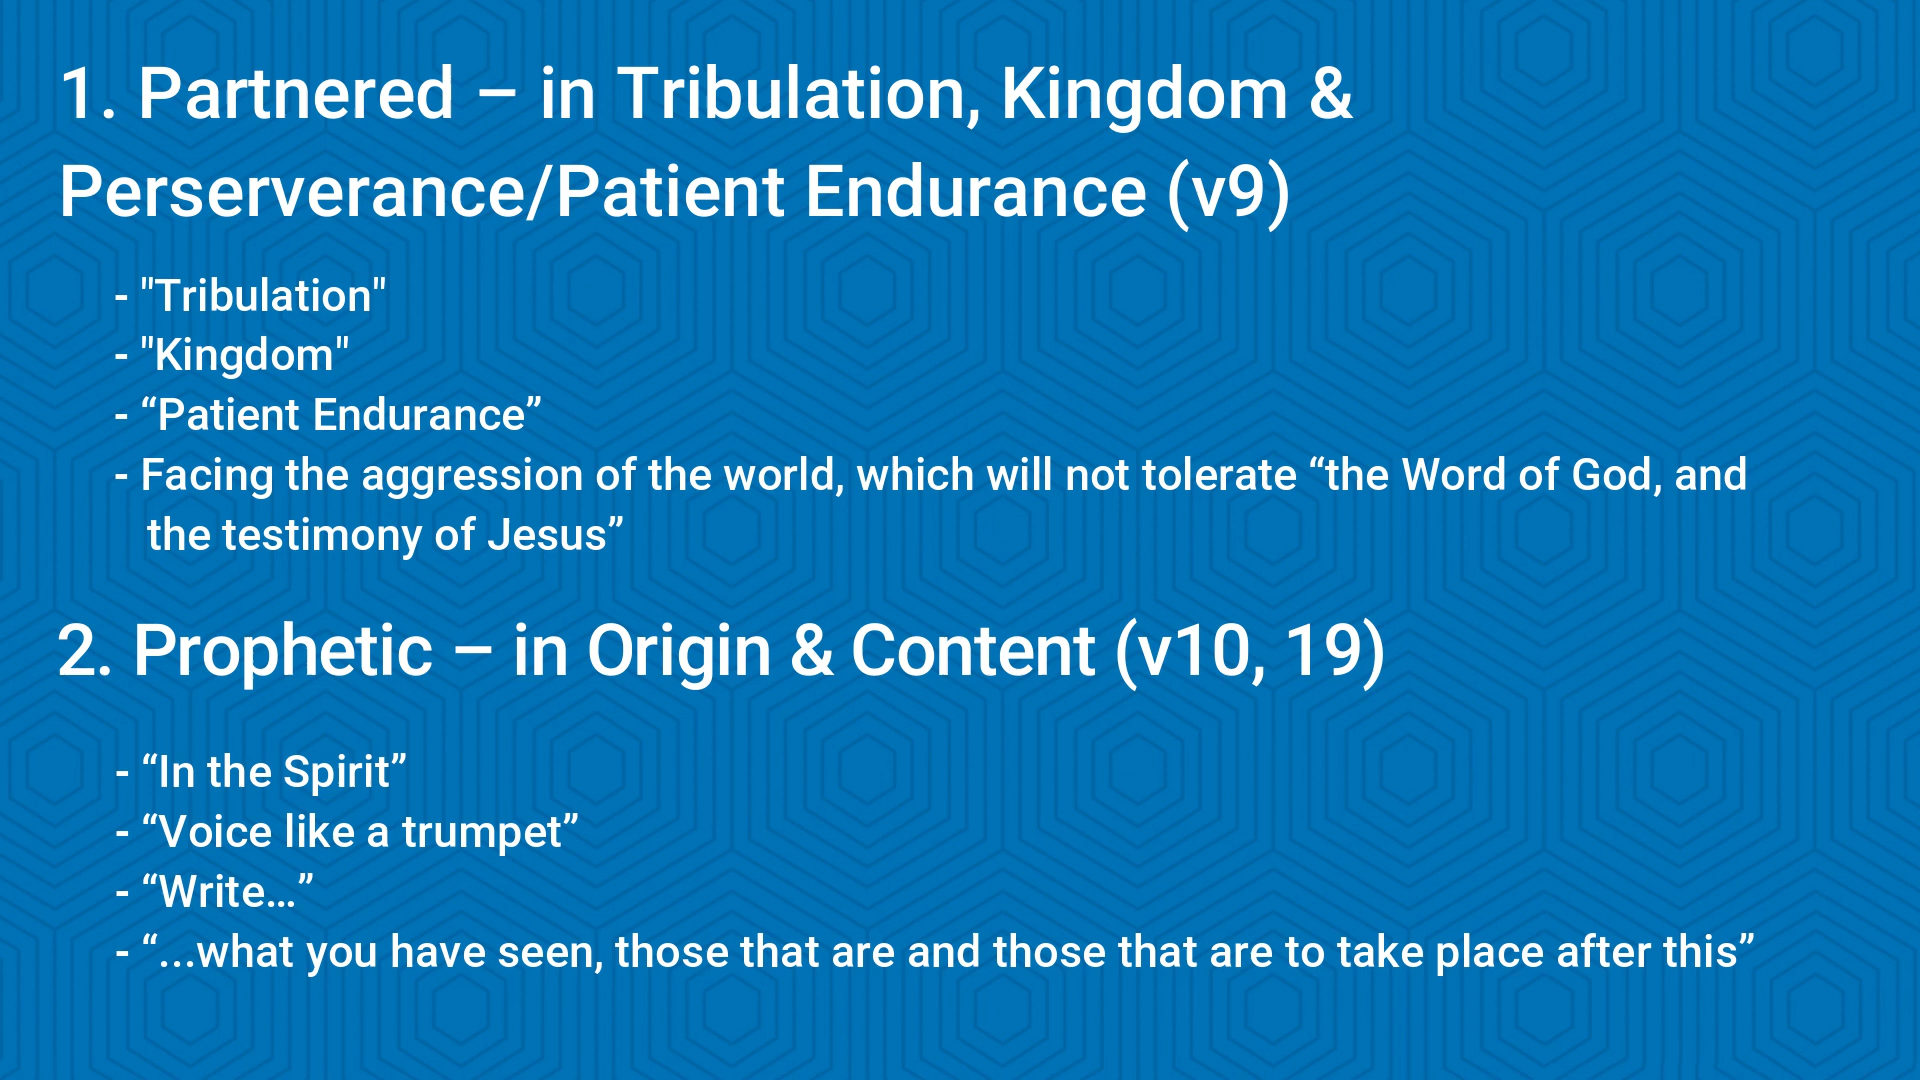 1. Partnered – in Tribulation, Kingdom &
Perserverance/Patient Endurance (v9)
- "Tribulation"
- "Kingdom"
- “Patient Endurance”
- Facing the aggression of the world, which will not tolerate “the Word of God, and
the testimony of Jesus”
2. Prophetic – in Origin & Content (v10, 19)
- “In the Spirit”
- “Voice like a trumpet”
- “Write…”
- “...what you have seen, those that are and those that are to take place after this”